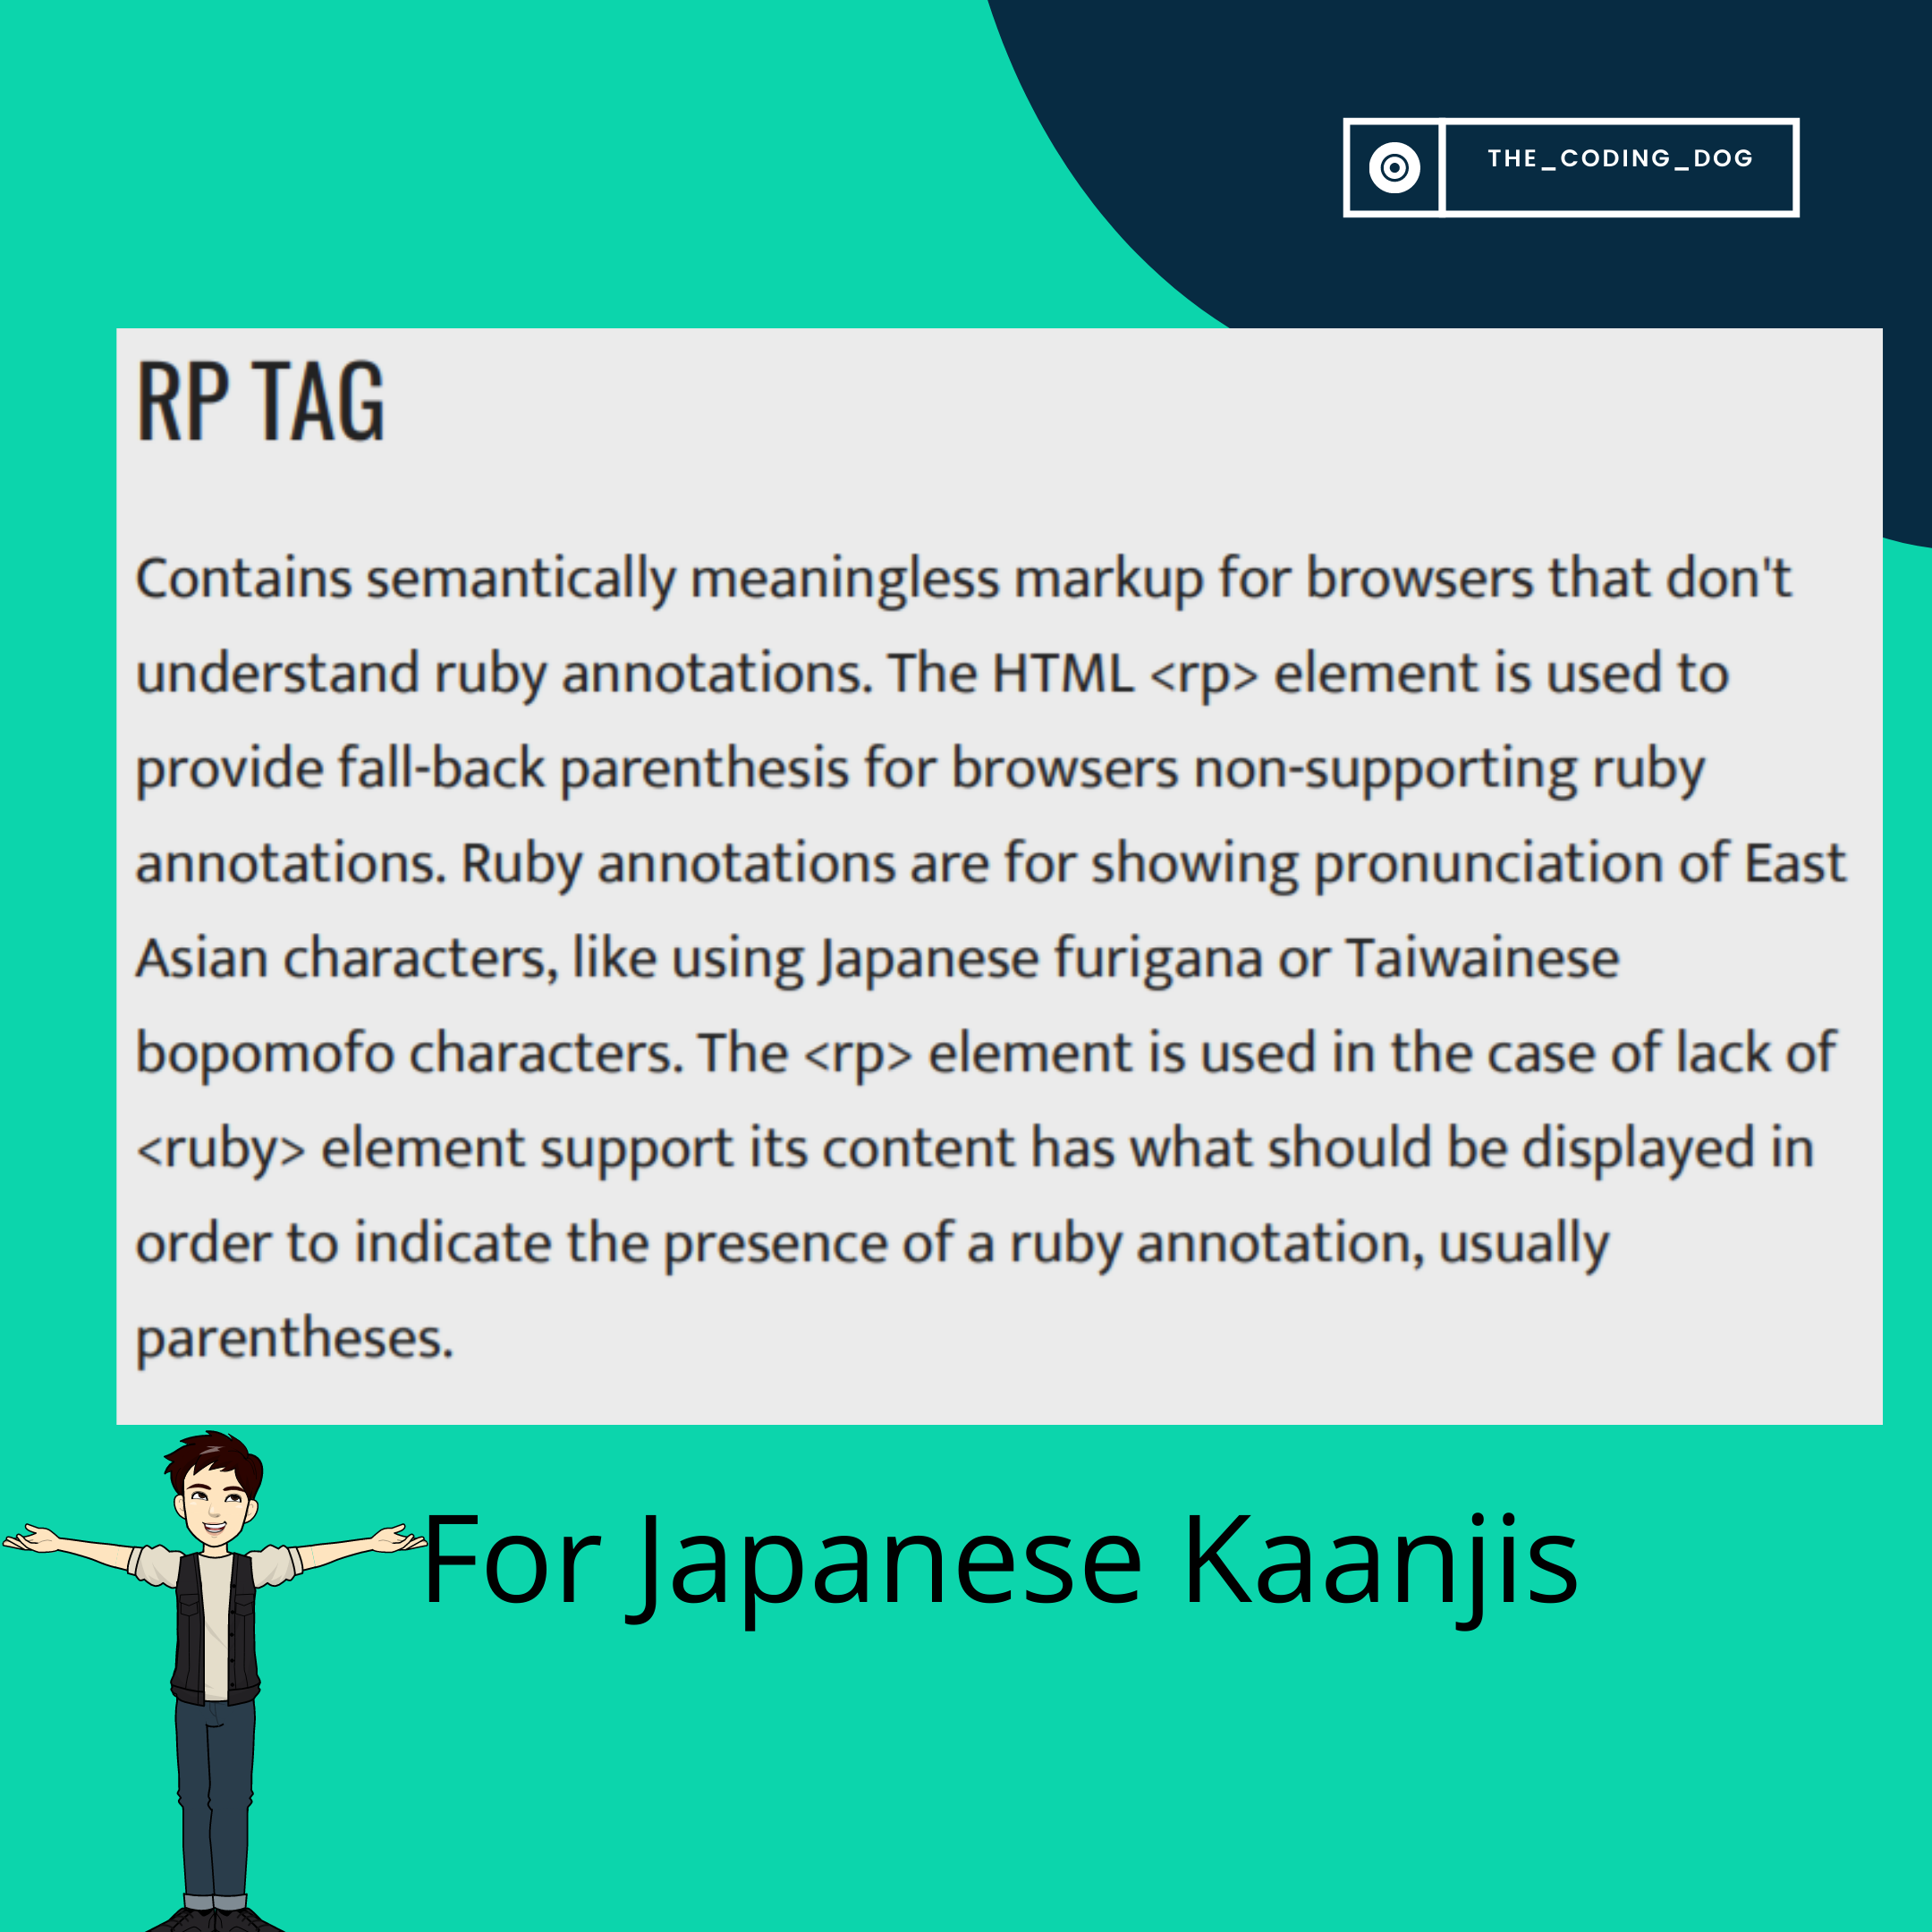 THE_CODING_DOG
RP TAG
Contains semantically meaningless markup for browsers that don't
understand ruby annotations. The HTML <rp> element is used to
provide fall-back parenthesis for browsers non-supporting ruby
annotations. Ruby annotations are for showing pronunciation of East
Asian characters, like using Japanese furigana or Taiwainese
bopomofo characters. The <rp> element is used in the case of lack of
<ruby> element support its content has what should be displayed in
order to indicate the presence of a ruby annotation, usually
parentheses.
For Japanese Kaanjis